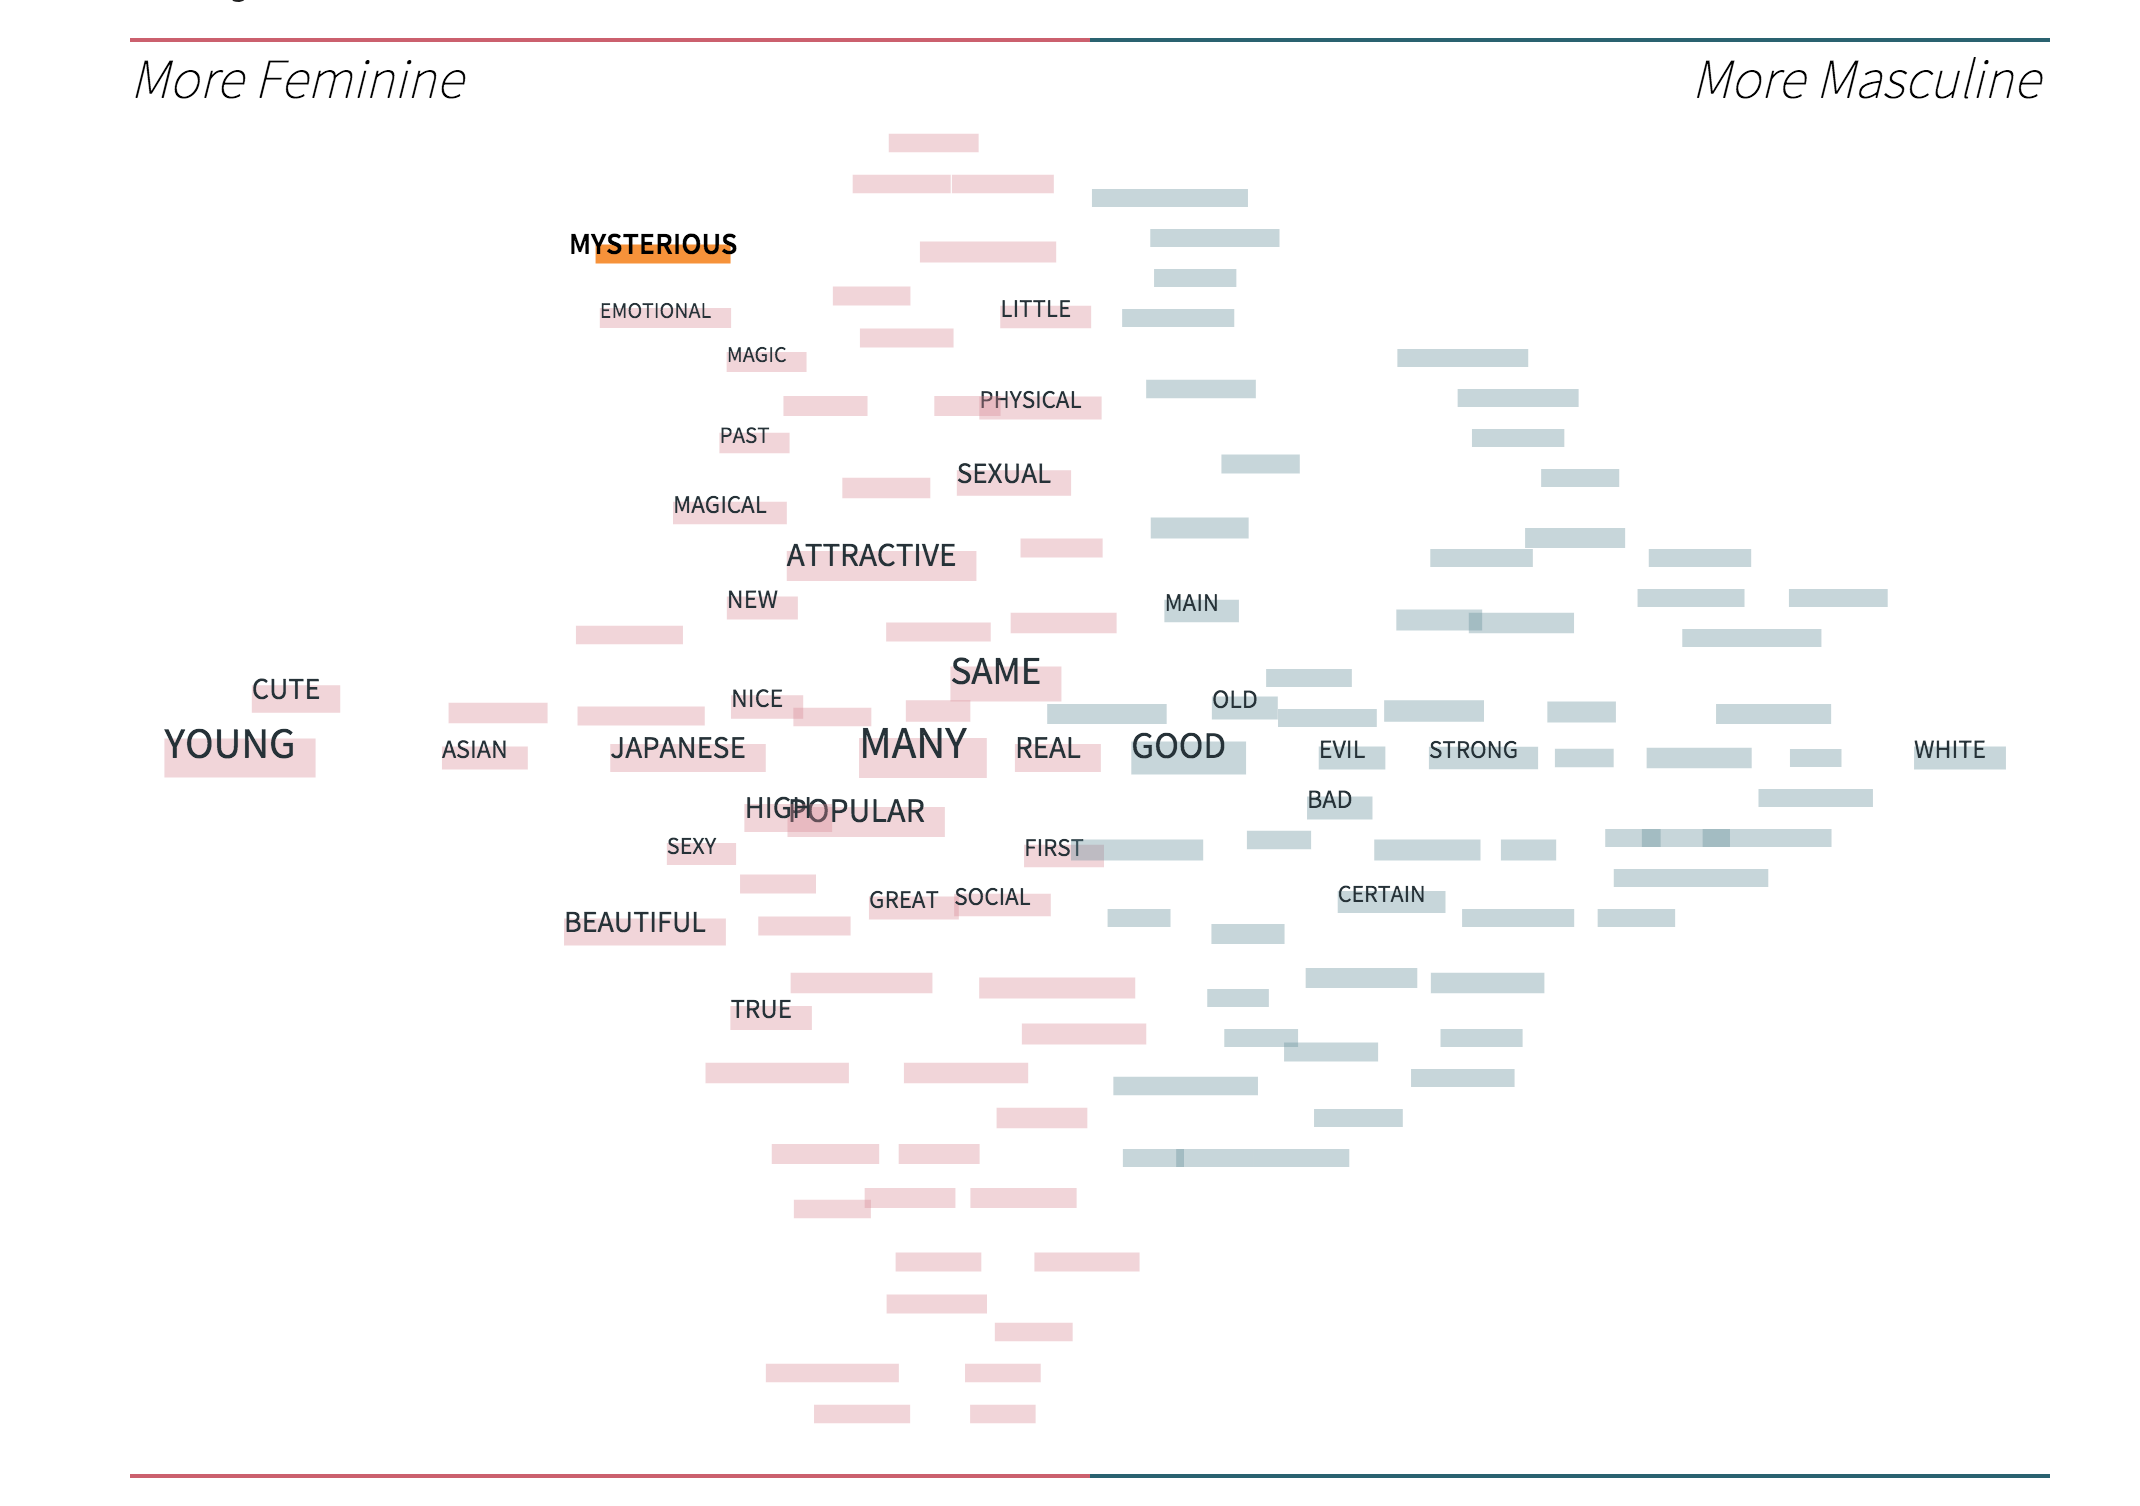 More Feminine
More Masculine
MYSTERIOUS
EMOTIONAL
LITTLE
MAGIC
PHYSICAL
PAST
SEXUAL
MAGICAL
ATTRACTIVE
NEW
MAIN
SAME
CUTE
NICE
OLD
YOUNG ASIAN JAPANESE MANY REAL GOOD EVIL STRONG WHITE
BAD
HIGH POPULAR
SEXY
FIRST
CERTAIN
GREAT SOCIAL
BEAUTIFUL
TRUE